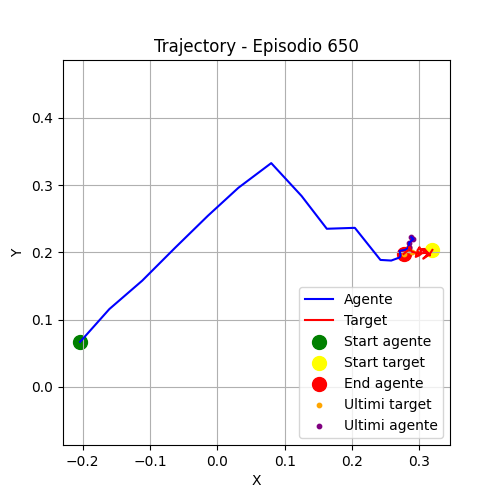 Trajectory - Episodio 650
Y
0.4
0.3
0.2
0.1
0.0
Agente
Target
Start agente
Start target
End agente
Ultimi target
Ultimi agente
−0.2 −0.1 0.0 0.1 0.2 0.3
X